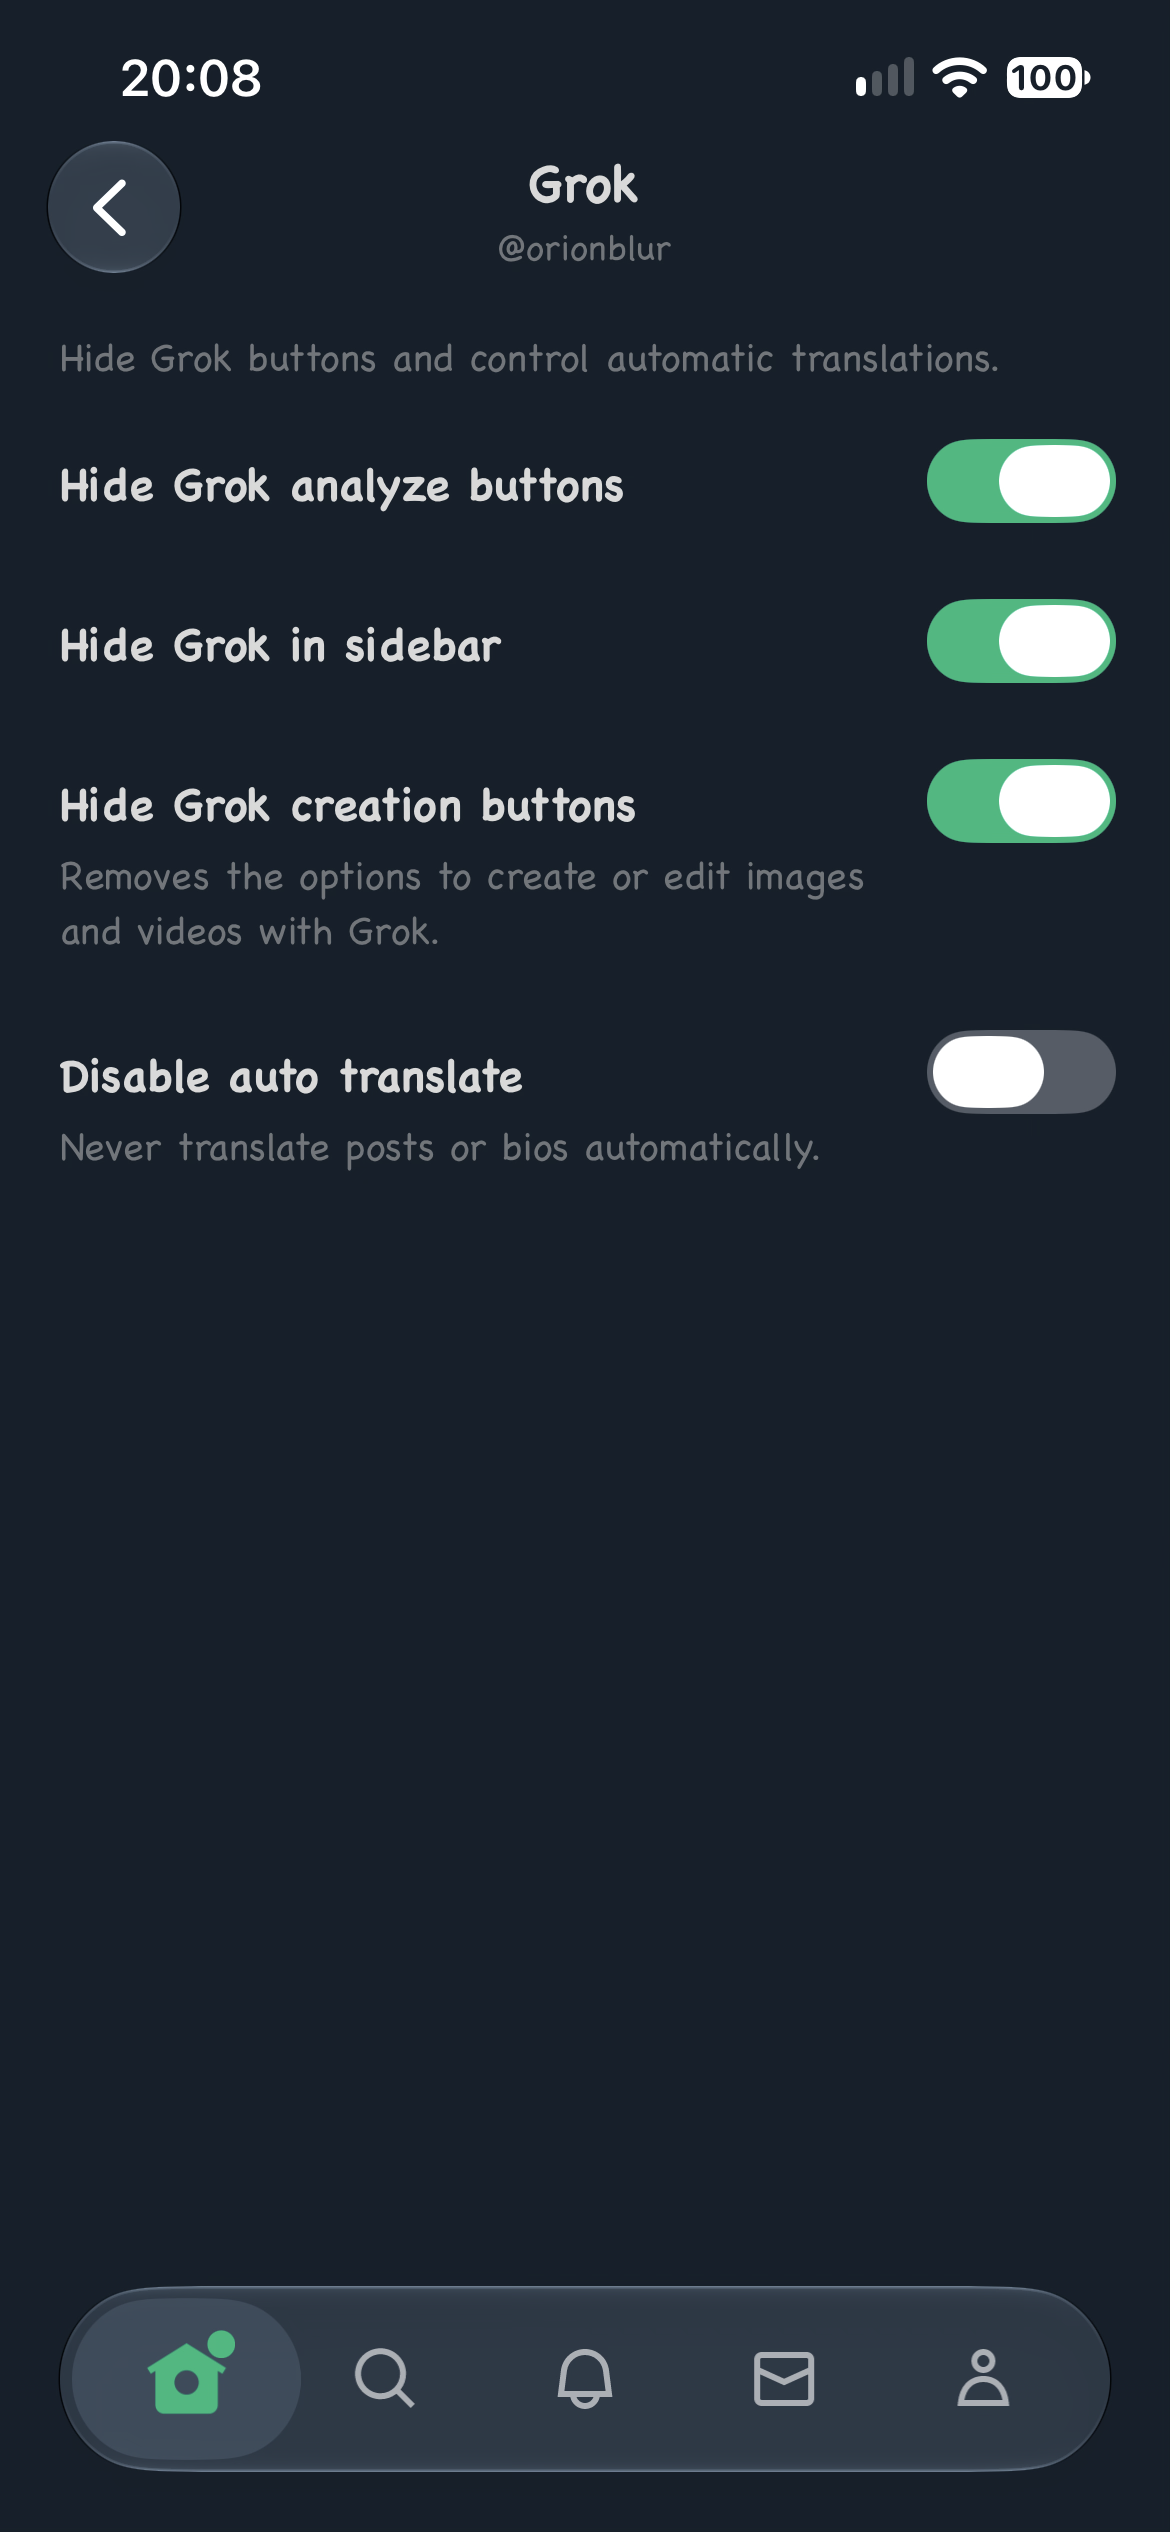 20:08
100
Grok
@orionblur
Hide Grok buttons and control automatic translations.
Hide Grok analyze buttons
Hide Grok in sidebar
Hide Grok creation buttons
Removes the options to create or edit images
and videos with Grok.
Disable auto translate
Never translate posts or bios automatically.